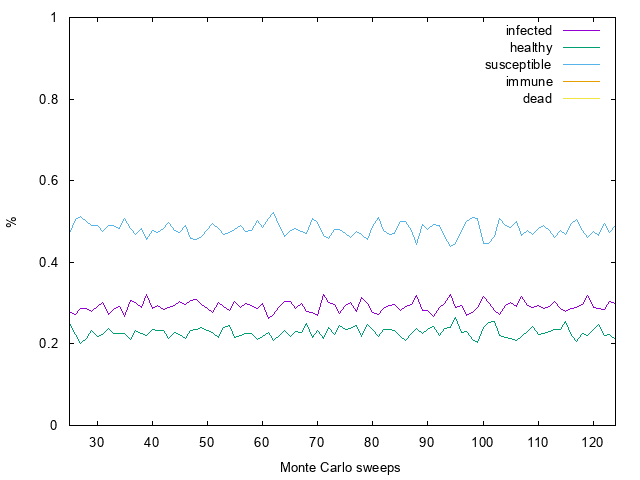 1
0.8
0.6
0.4
0.2
0
30 40 50 60 70 80 90 100 110 120
%
Monte Carlo sweeps
infected
healthy
susceptible
immune
dead